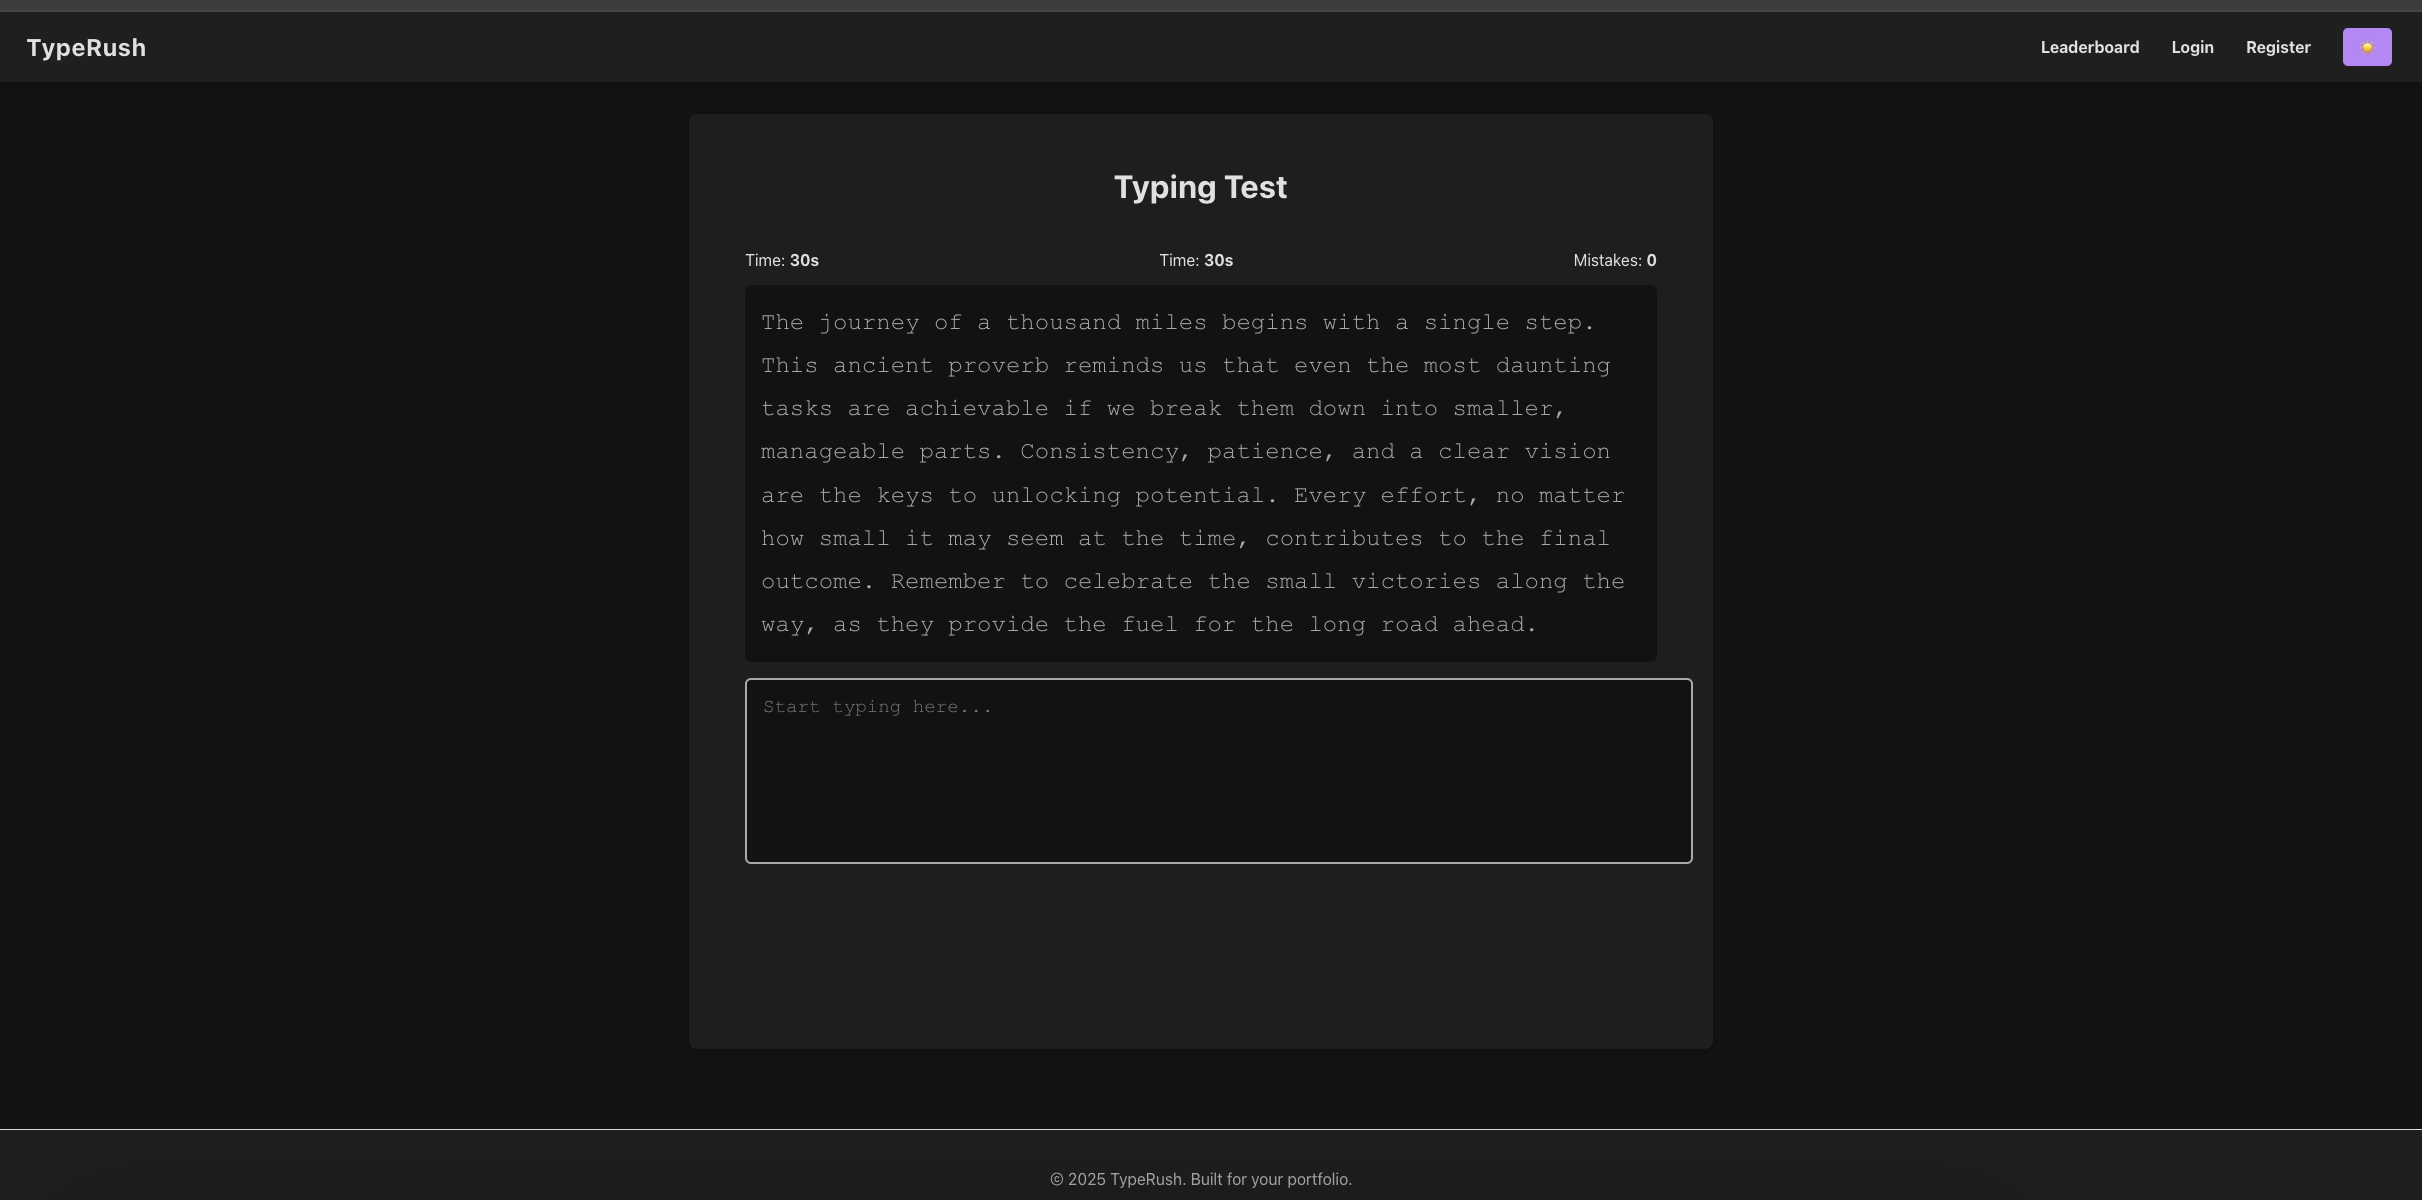 TypeRush
Leaderboard Login Register
Typing Test
Time: 30s Time: 30s Mistakes: 0
The journey of a thousand miles begins with a single step.
This ancient proverb reminds us that even the most daunting
tasks are achievable if we break them down into smaller,
manageable parts. Consistency, patience, and a clear vision
are the keys to unlocking potential. Every effort, no matter
how small it may seem at the time, contributes to the final
outcome. Remember to celebrate the small victories along the
way, as they provide the fuel for the long road ahead.
Start typing here...
© 2025 TypeRush. Built for your portfolio.